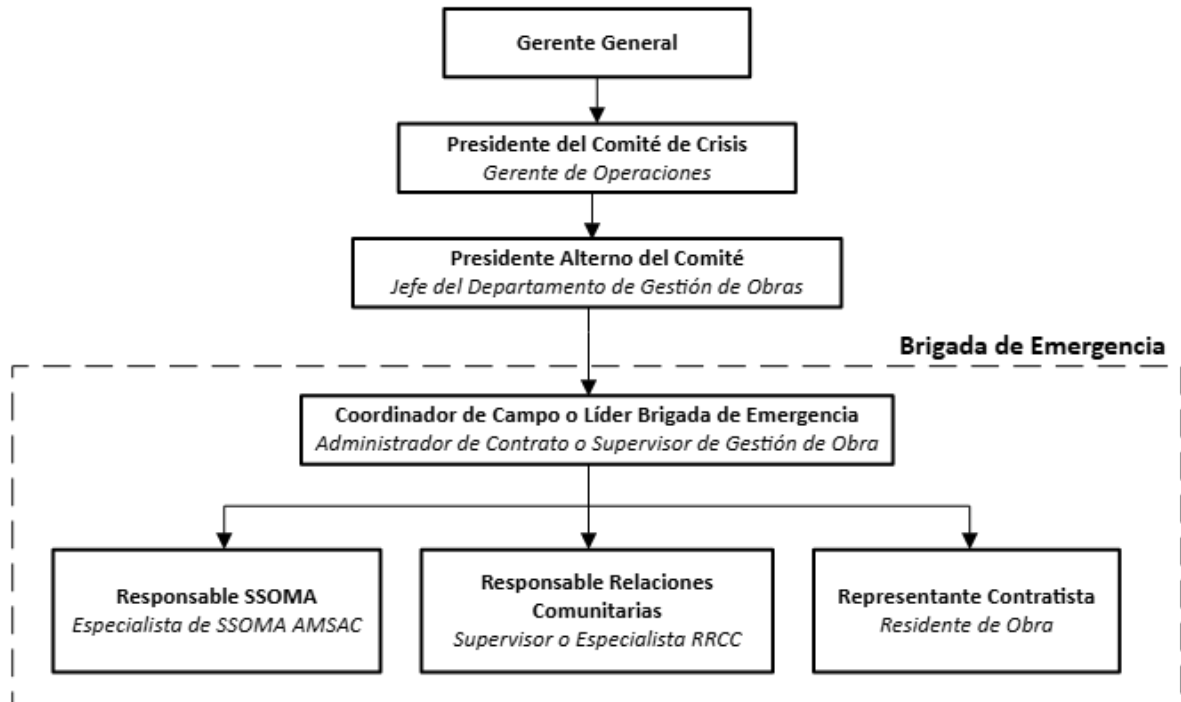 Gerente General
Presidente del Comité de Crisis
Gerente de Operaciones
Presidente Alterno del Comité
Jefe del Departamento de Gestión de Obras
Brigada de Emergencia
Coordinador de Campo o Líder Brigada de Emergencia
Administrador de Contrato o Supervisor de Gestión de Obra
Responsable SSOMA
Especialista de SSOMA AMSAC
Responsable Relaciones
Comunitarias
Supervisor o Especialista RRCC
Representante Contratista
Residente de Obra